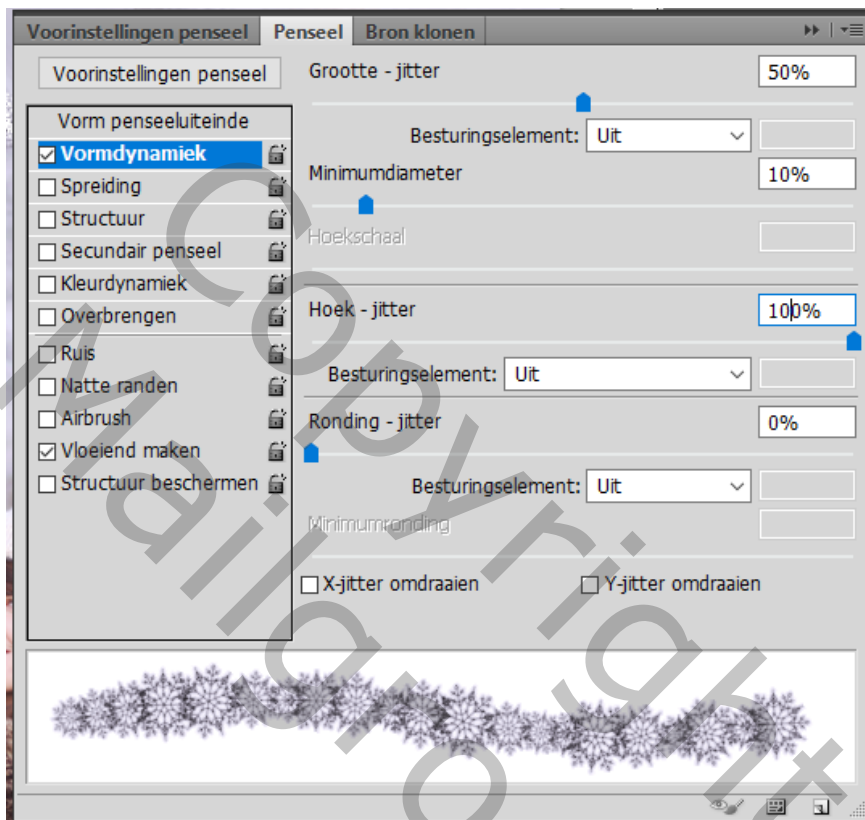 Voorinstellingen penseel Penseel Bron klonen
Voorinstellingen penseel
Vorm penseeluiteinde
Vormdynamiek
Spreiding
Structuur
Secundair penseel
Kleurdynamiek
Overbrengen
Ruis
Natte randen
Airbrush
Vloeiend maken
Structuur beschermen
Grootte - jitter 50%
Besturingselement: Uit
Minimumdiameter 10%
Hoekschaal
Hoek - jitter 100%
Besturingselement: Uit
Ronding - jitter 0%
Besturingselement: Uit
Minimumronding
X-jitter omdraaien Y-jitter omdraaien
Copyright